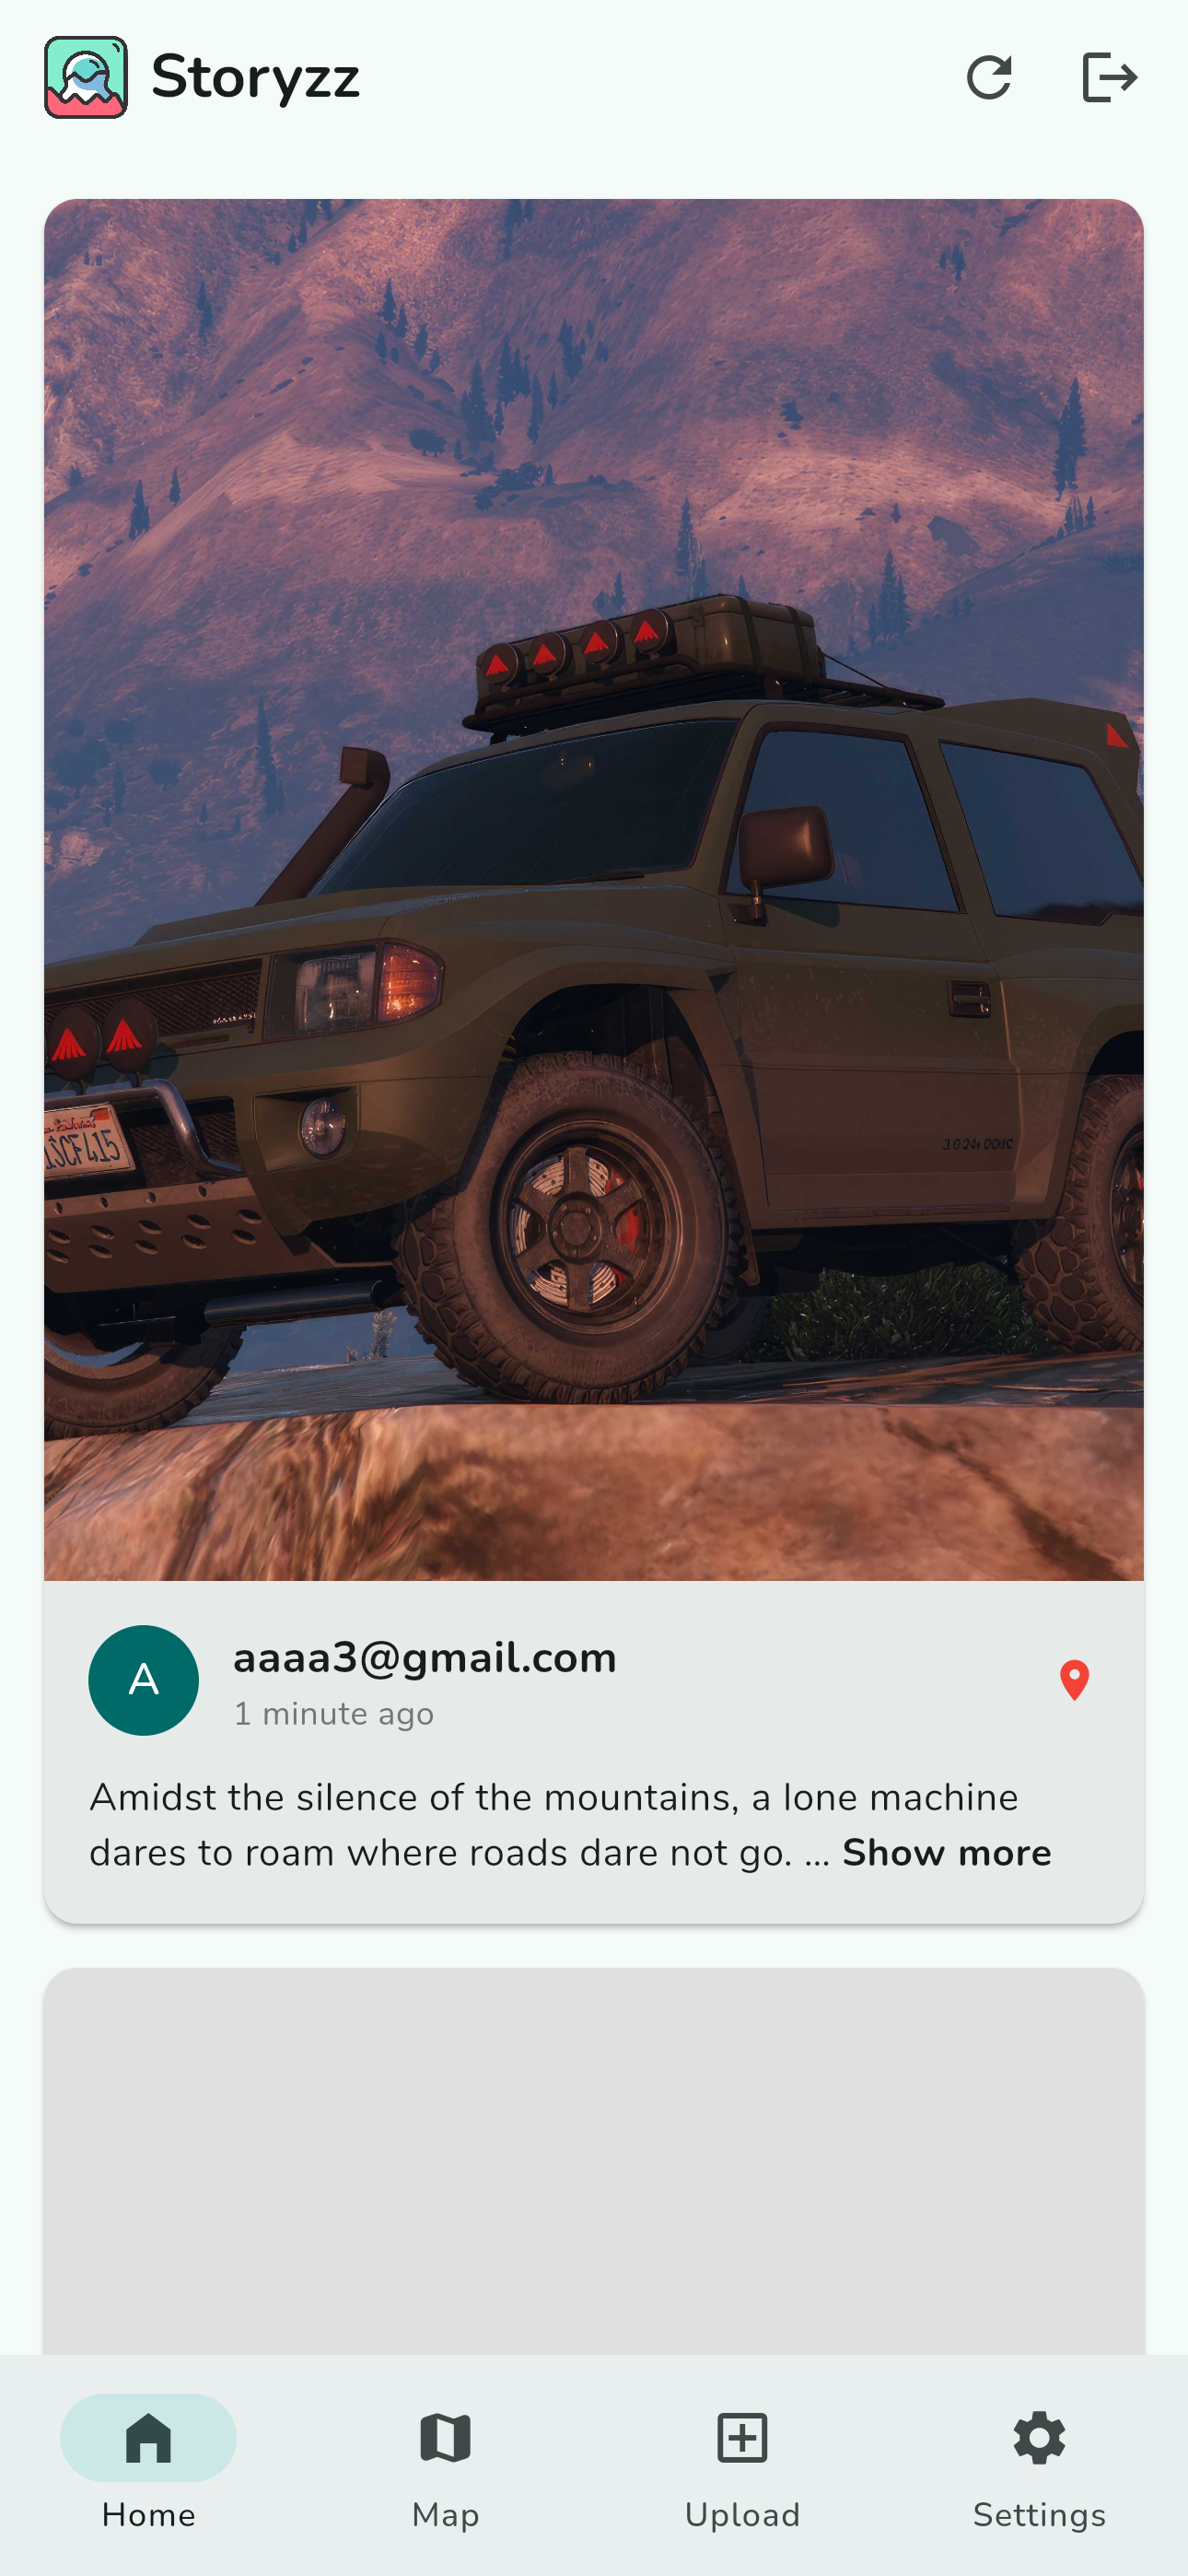 Storyzz
A
aaaa3@gmail.com
1 minute ago
Amidst the silence of the mountains, a lone machine
dares to roam where roads dare not go. ... Show more
Home
Map
Upload
Settings